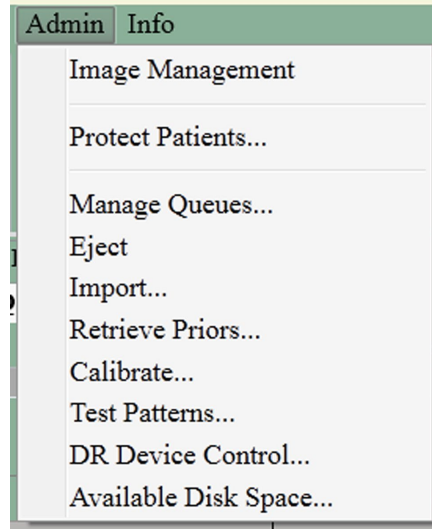 Admin Info
Image Management
Protect Patients...
Manage Queues...
Eject
Import...
Retrieve Priors...
Calibrate...
Test Patterns...
DR Device Control...
Available Disk Space...